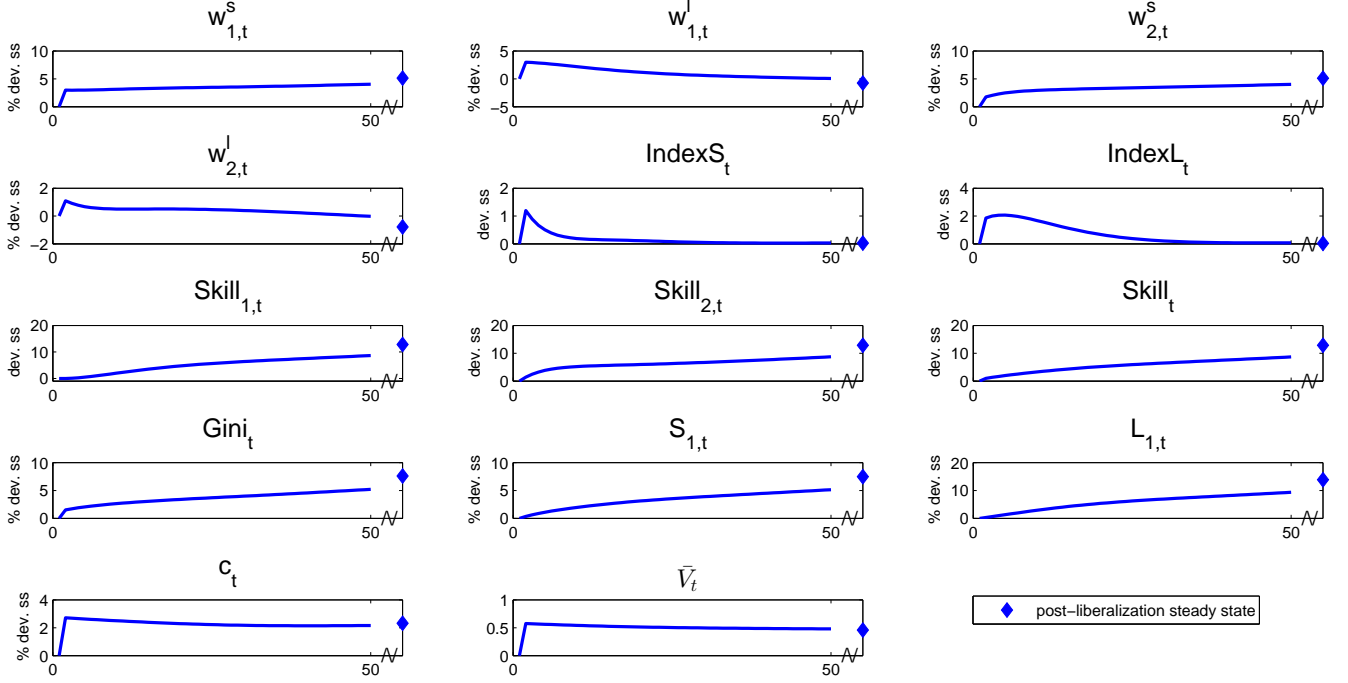 w^s_{1,t}
% dev. ss
10
5
0
0
50
w^l_{1,t}
% dev. ss
5
0
−5
0
50
w^s_{2,t}
% dev. ss
10
5
0
0
50
w^l_{2,t}
% dev. ss
2
0
−2
0
50
IndexS_t
dev. ss
2
1
0
0
50
IndexL_t
dev. ss
4
2
0
0
50
Skill_{1,t}
dev. ss
20
10
0
0
50
Skill_{2,t}
dev. ss
20
10
0
0
50
Skill_t
dev. ss
20
10
0
0
50
Gini_t
% dev. ss
10
5
0
0
50
S_{1,t}
% dev. ss
10
5
0
0
50
L_{1,t}
% dev. ss
20
10
0
0
50
c_t
% dev. ss
4
2
0
0
50
V̄_t
% dev. ss
1
0.5
0
0
50
post−liberalization steady state